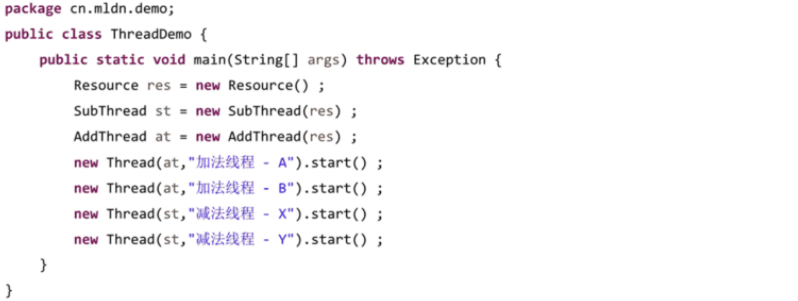 package cn.mldn.demo;
public class ThreadDemo {
    public static void main(String[] args) throws Exception {
        Resource res = new Resource() ;
        SubThread st = new SubThread(res) ;
        AddThread at = new AddThread(res) ;
        new Thread(at,"加法线程 - A").start() ;
        new Thread(at,"加法线程 - B").start() ;
        new Thread(st,"减法线程 - X").start() ;
        new Thread(st,"减法线程 - Y").start() ;
    }
}